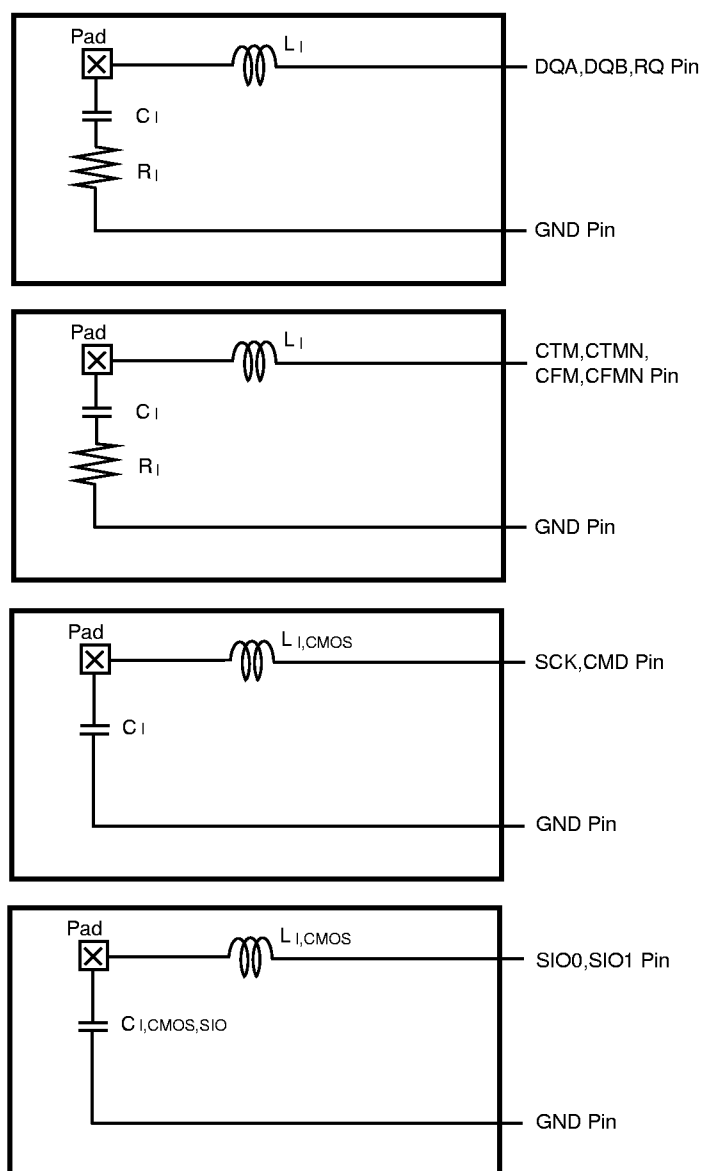 Pad
L I
DQA,DQB,RQ Pin
C I
R I
GND Pin
Pad
L I
CTM,CTMN,
CFM,CFMN Pin
C I
R I
GND Pin
Pad
L I,CMOS
SCK,CMD Pin
C I
GND Pin
Pad
L I,CMOS
SIO0,SIO1 Pin
C I,CMOS,SIO
GND Pin